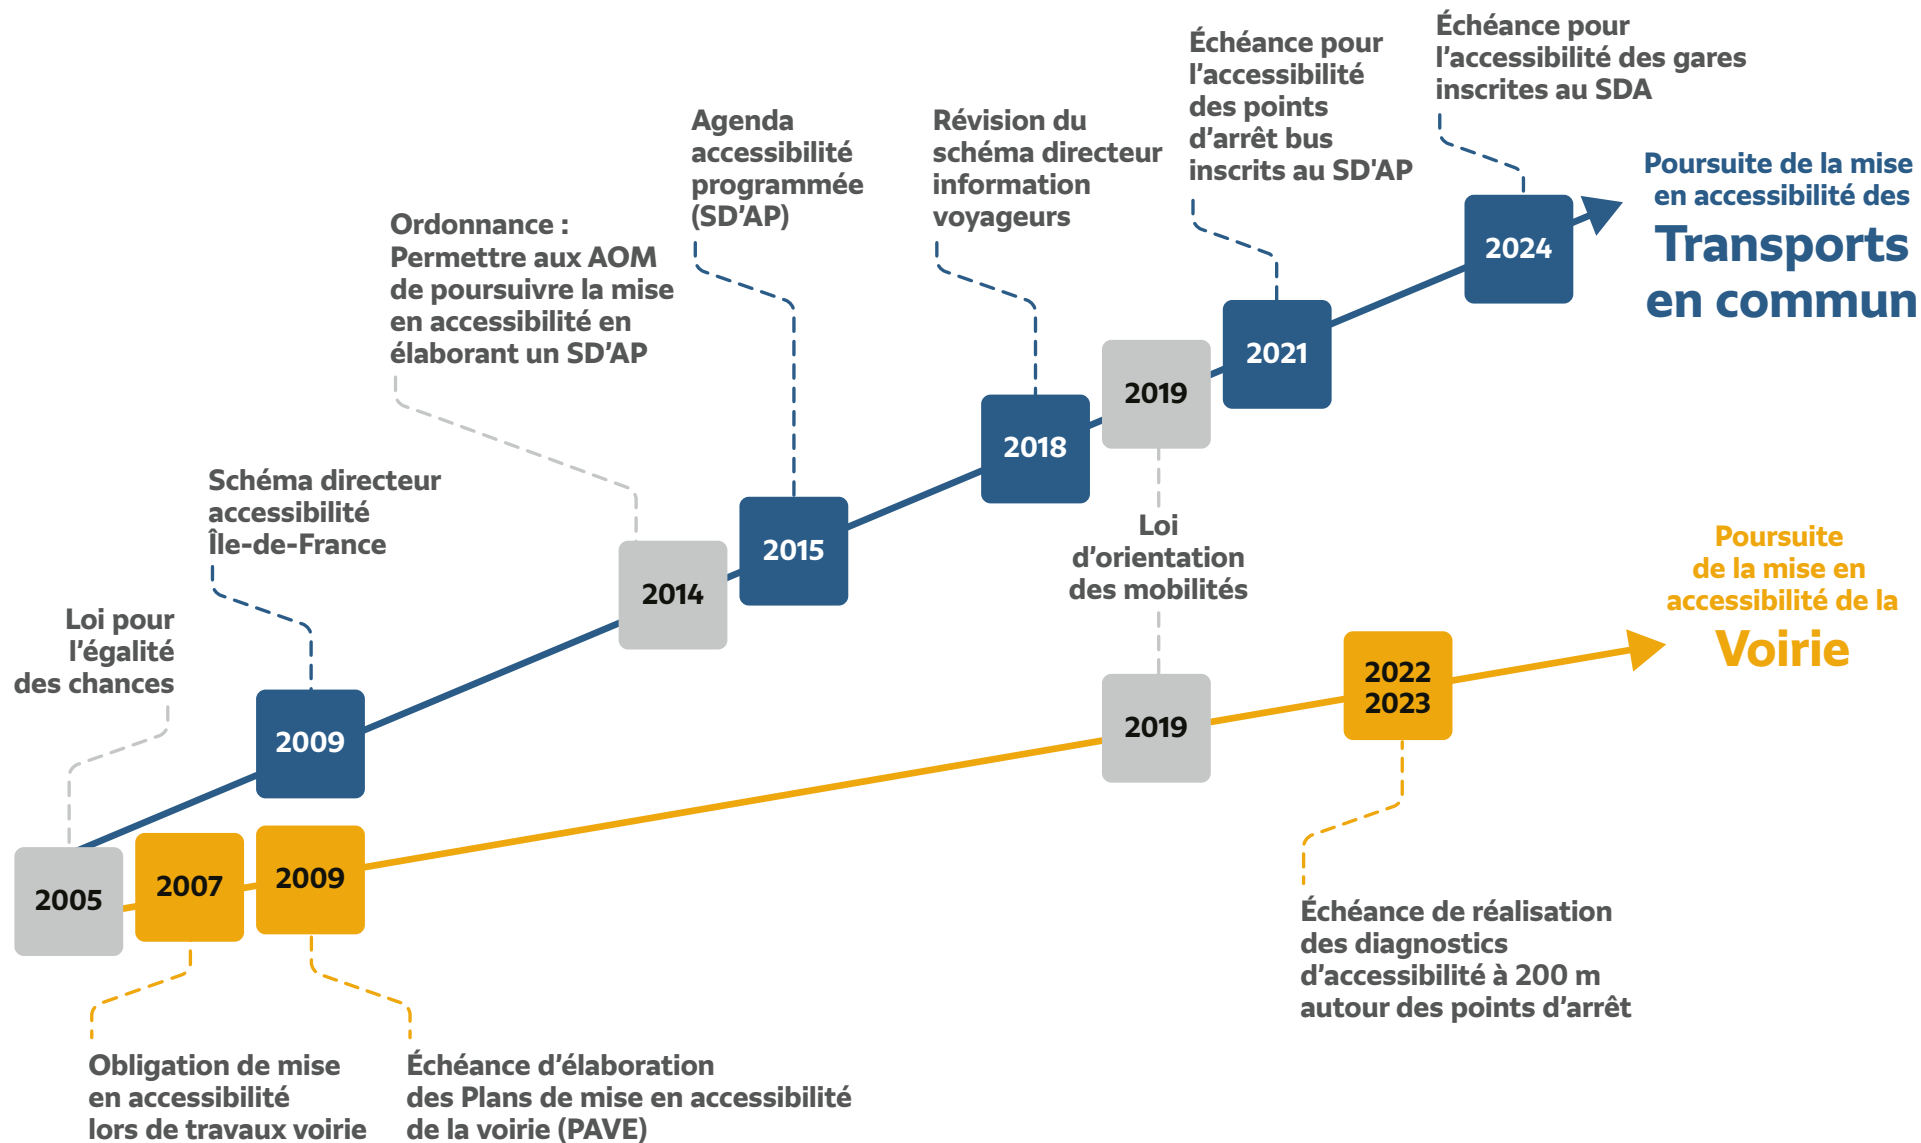 Échéance pour
l'accessibilité des gares
inscrites au SDA
Échéance pour
l'accessibilité
des points
d'arrêt bus
inscrits au SD'AP
Agenda
accessibilité
programmée
(SD'AP)
Révision du
schéma directeur
information
voyageurs
Poursuite de la mise
en accessibilité des
Transports
en commun
Ordonnance :
Permettre aux AOM
de poursuivre la mise
en accessibilité en
élaborant un SD'AP
2024
2021
2019
2018
Schéma directeur
accessibilité
Île-de-France
2015
2014
Loi
d'orientation
des mobilités
Poursuite
de la mise en
accessibilité de la
Voirie
Loi pour
l'égalité
des chances
2009
2022
2023
2019
2005
2007
2009
Échéance de réalisation
des diagnostics
d'accessibilité à 200 m
autour des points d'arrêt
Obligation de mise
en accessibilité
lors de travaux voirie
Échéance d'élaboration
des Plans de mise en accessibilité
de la voirie (PAVE)